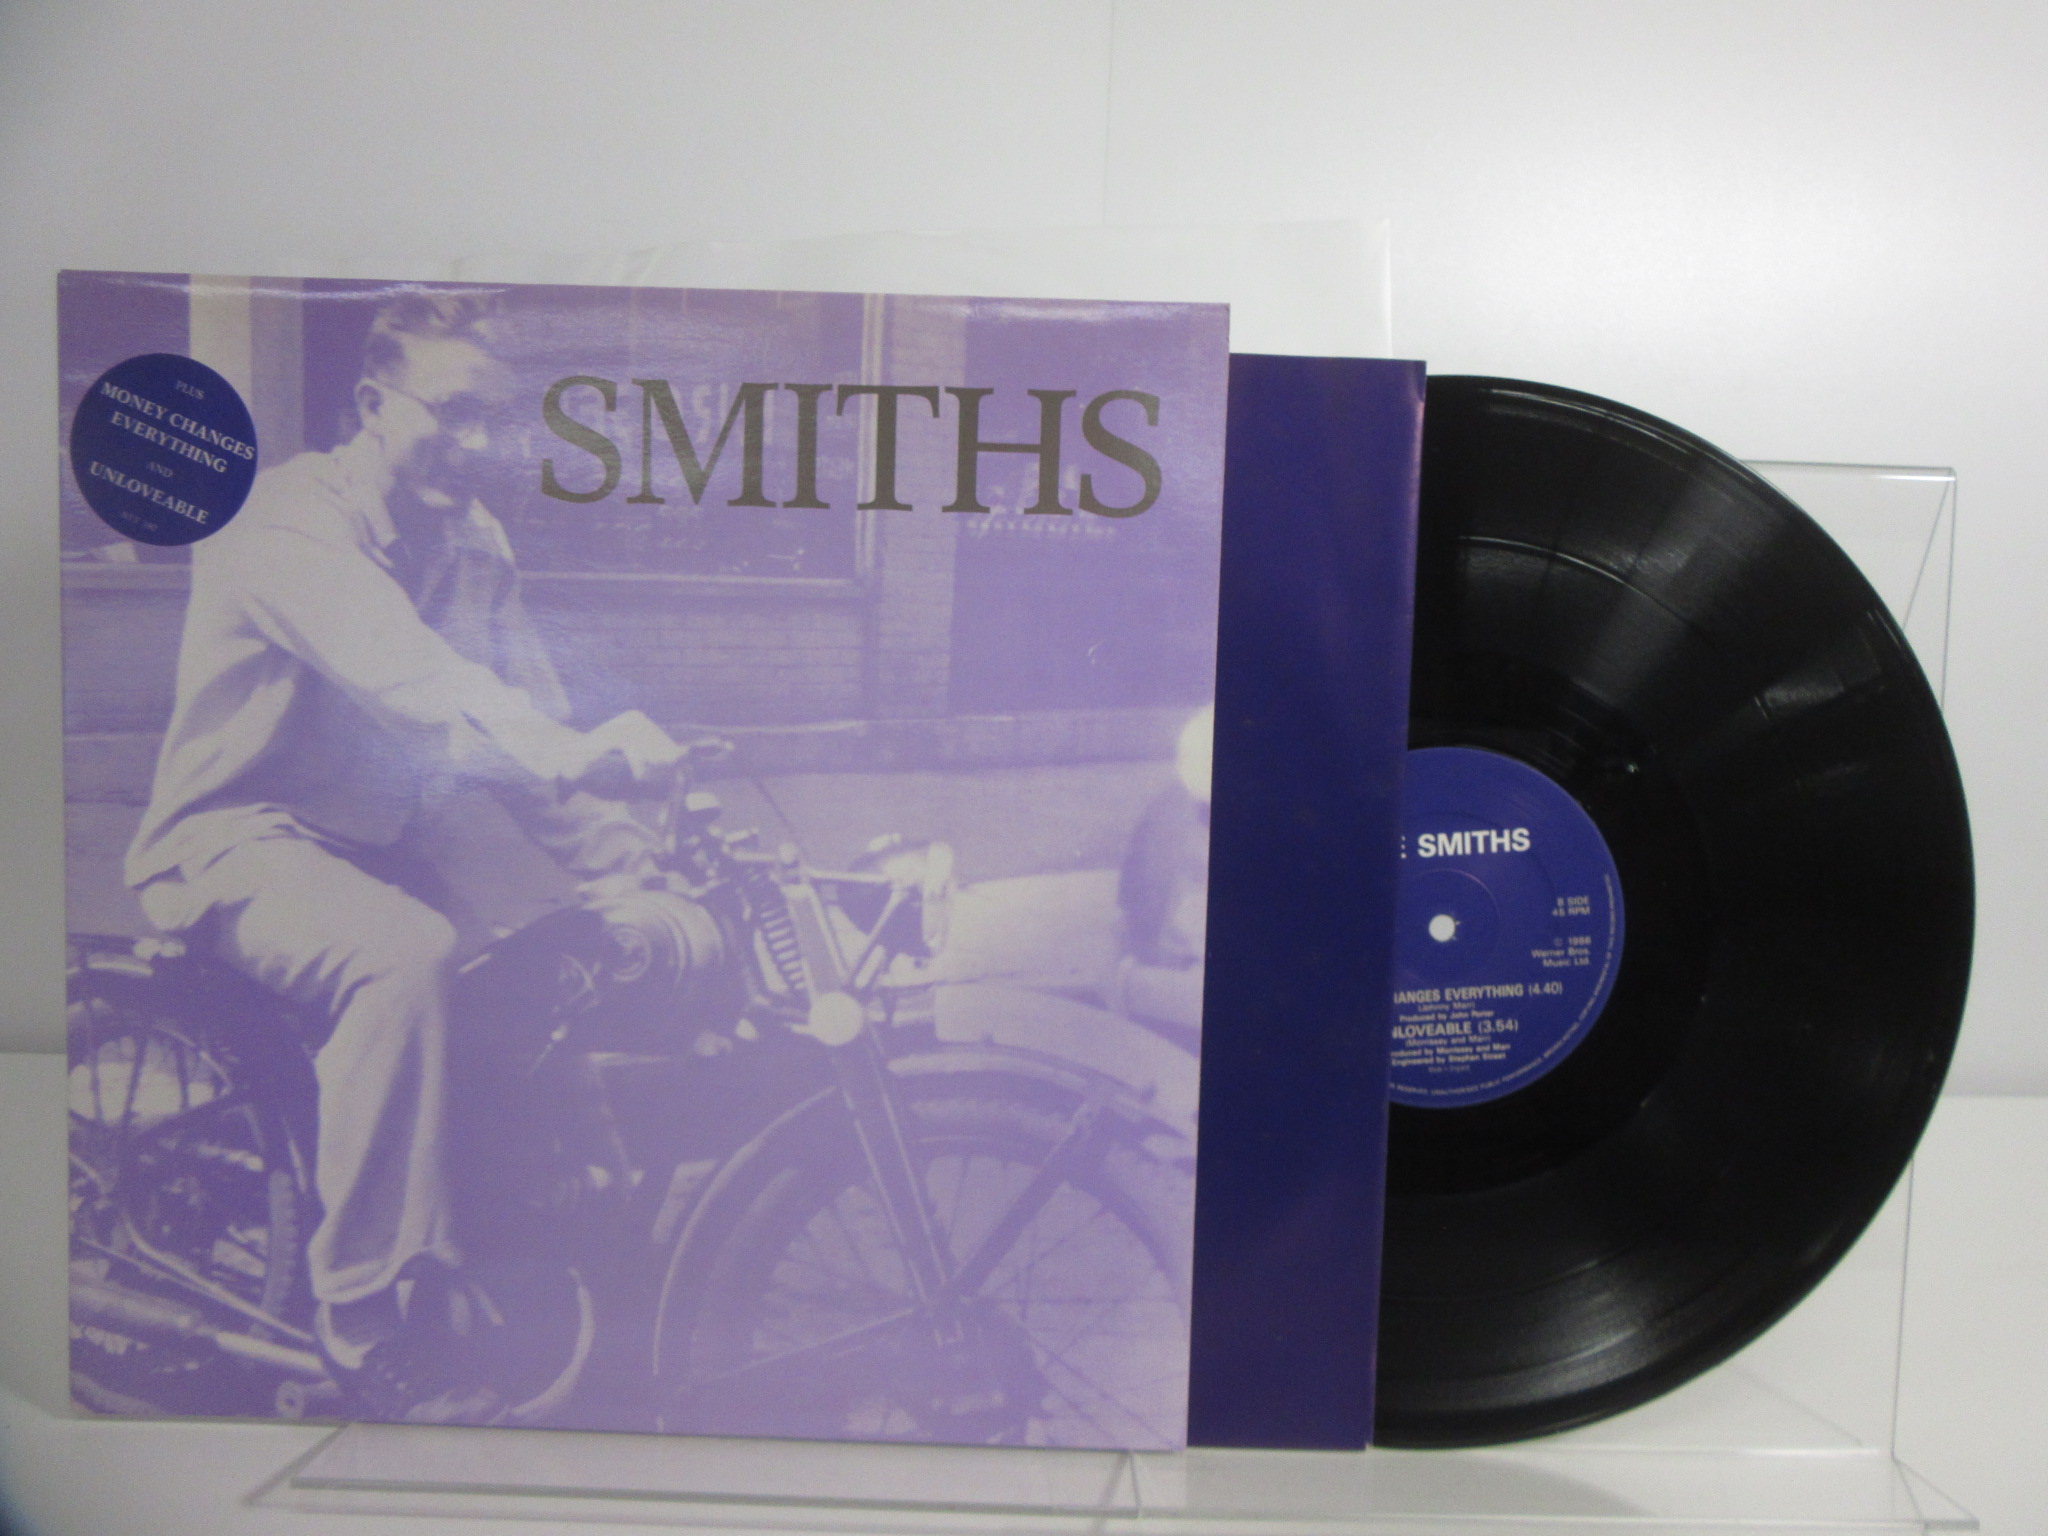 PLUS
MONEY CHANGES
EVERYTHING
AND
UNLOVEABLE
SMITHS
E SMITHS
B SIDE
45 RPM
© 1986
Warner Bros.
Music Ltd.
HANGES EVERYTHING (4.40)
(Johnny Marr)
Produced by John Porter
NLOVEABLE (3.54)
(Morrissey and Marr)
roduced by Morrissey and Marr
Engineered by Stephen Street